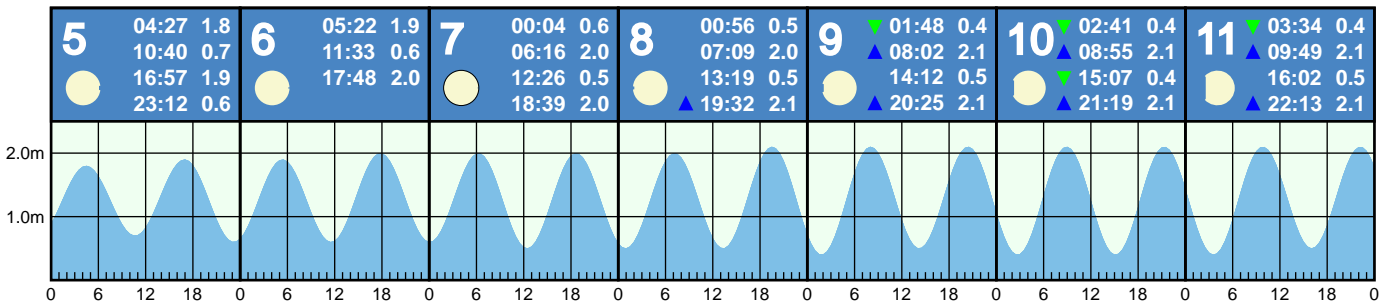 5
04:27 1.8
10:40 0.7
16:57 1.9
23:12 0.6
6
05:22 1.9
11:33 0.6
17:48 2.0
7
00:04 0.6
06:16 2.0
12:26 0.5
18:39 2.0
8
00:56 0.5
07:09 2.0
13:19 0.5
▲ 19:32 2.1
9
▼ 01:48 0.4
▲ 08:02 2.1
14:12 0.5
▲ 20:25 2.1
10
▼ 02:41 0.4
▲ 08:55 2.1
▼ 15:07 0.4
▲ 21:19 2.1
11
▼ 03:34 0.4
▲ 09:49 2.1
16:02 0.5
▲ 22:13 2.1
2.0m
1.0m
0 6 12 18 0 6 12 18 0 6 12 18 0 6 12 18 0 6 12 18 0 6 12 18 0 6 12 18 0